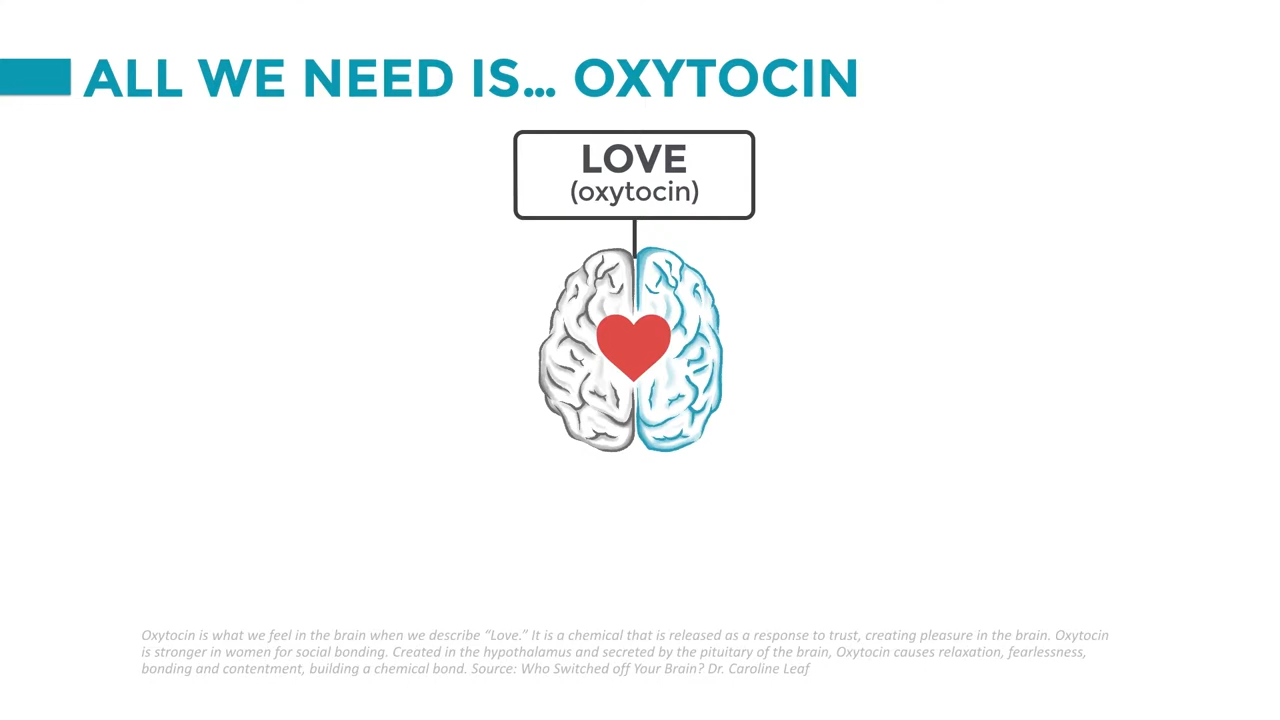 ALL WE NEED IS... OXYTOCIN
LOVE
(oxytocin)
Oxytocin is what we feel in the brain when we describe “Love.” It is a chemical that is released as a response to trust, creating pleasure in the brain. Oxytocin
is stronger in women for social bonding. Created in the hypothalamus and secreted by the pituitary of the brain, Oxytocin causes relaxation, fearlessness,
bonding and contentment, building a chemical bond. Source: Who Switched off Your Brain? Dr. Caroline Leaf